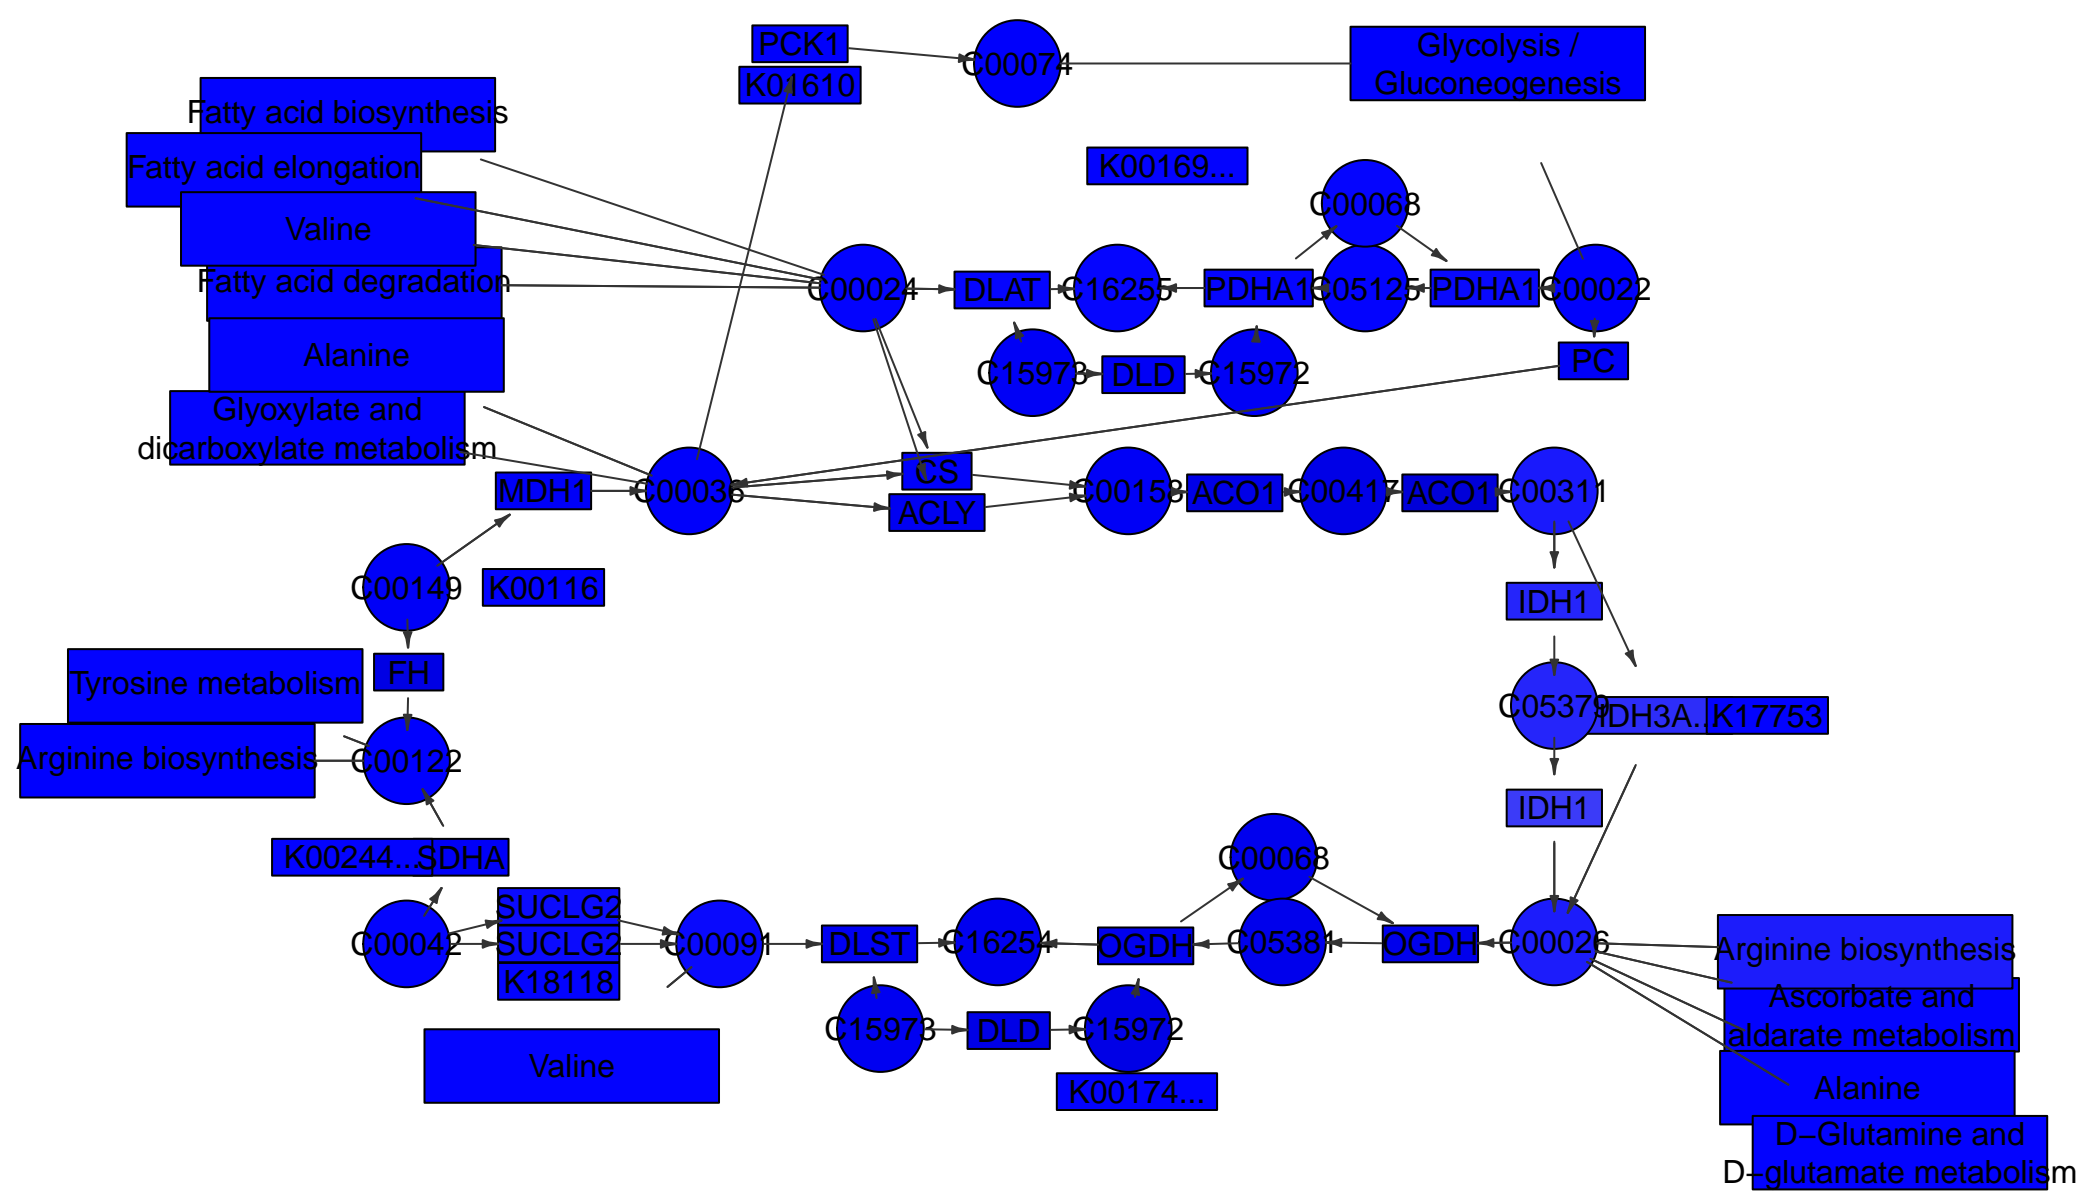 PCK1
C00074
Glycolysis /
Gluconeogenesis
K01610
Fatty acid biosynthesis
Fatty acid elongation
K00169...
C00068
Valine
Fatty acid degradation
C00024
DLAT
C16255
PDHA1
C05125
PDHA1
C00022
Alanine
C15973
DLD
C15972
PC
Glyoxylate and
dicarboxylate metabolism
MDH1
C00036
CS
ACLY
C00158
ACO1
C00417
ACO1
C00311
C00149
K00116
IDH1
FH
Tyrosine metabolism
C05379
IDH3A...
K17753
Arginine biosynthesis
C00122
IDH1
K00244...
SDHA
C00068
SUCLG2
C00042
SUCLG2
C00091
DLST
C16254
OGDH
C05381
OGDH
C00026
Arginine biosynthesis
K18118
Ascorbate and
aldarate metabolism
C15973
DLD
C15972
Valine
K00174...
Alanine
D−Glutamine and
D−glutamate metabolism